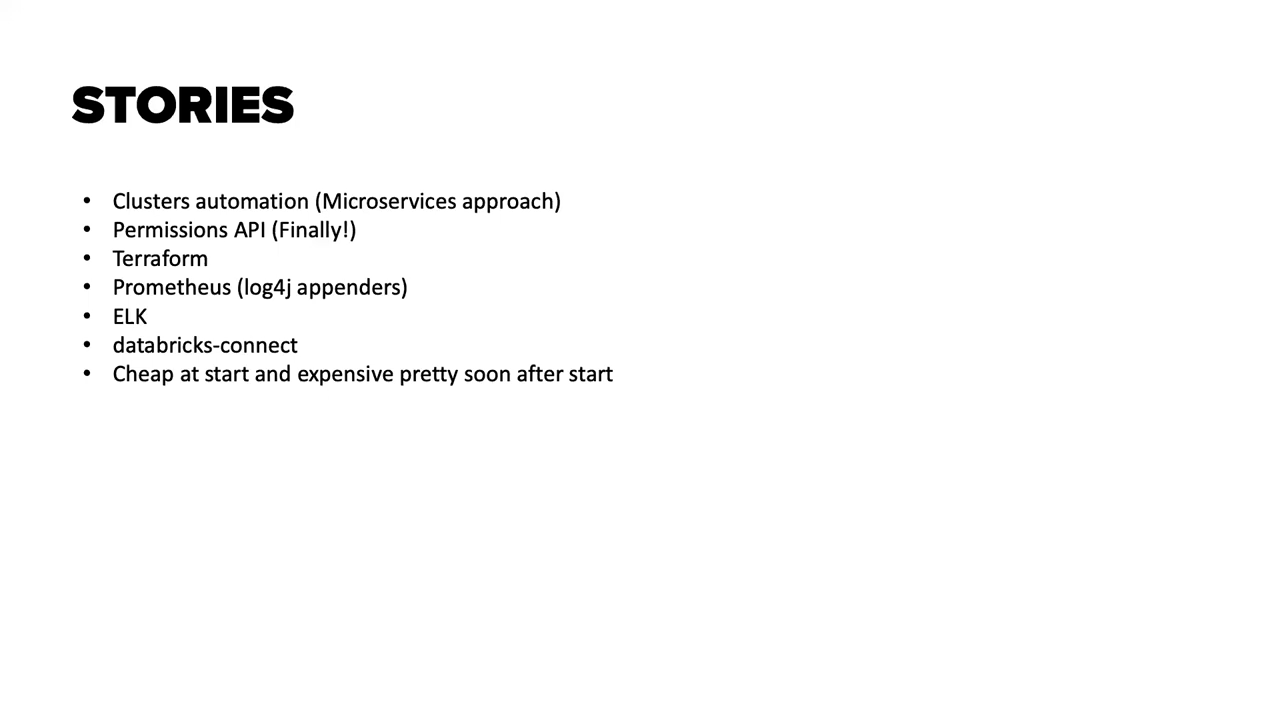 STORIES
• Clusters automation (Microservices approach)
• Permissions API (Finally!)
• Terraform
• Prometheus (log4j appenders)
• ELK
• databricks-connect
• Cheap at start and expensive pretty soon after start